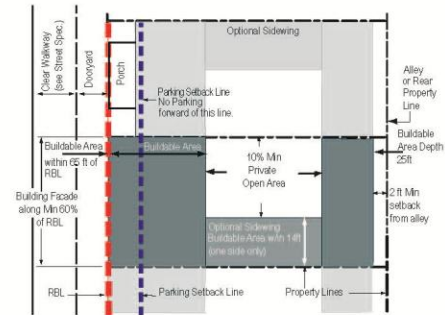 Optional Sidewing
Clear Walkway
(see Street Spec.)
Dooryard
Porch
Parking Setback Line
No Parking
forward of this line.
Alley
or Rear
Property
Line
Buildable Area
within 65 ft of
RBL
Buildable Area
10% Min
Private
Open Area
Buildable
Area Depth
25ft
Building Facade
along Min 60%
of RBL
2 ft Min
setback
from alley
Optional Sidewing
Buildable Area w/in 14ft
(one side only)
RBL
Parking Setback Line
Property Lines